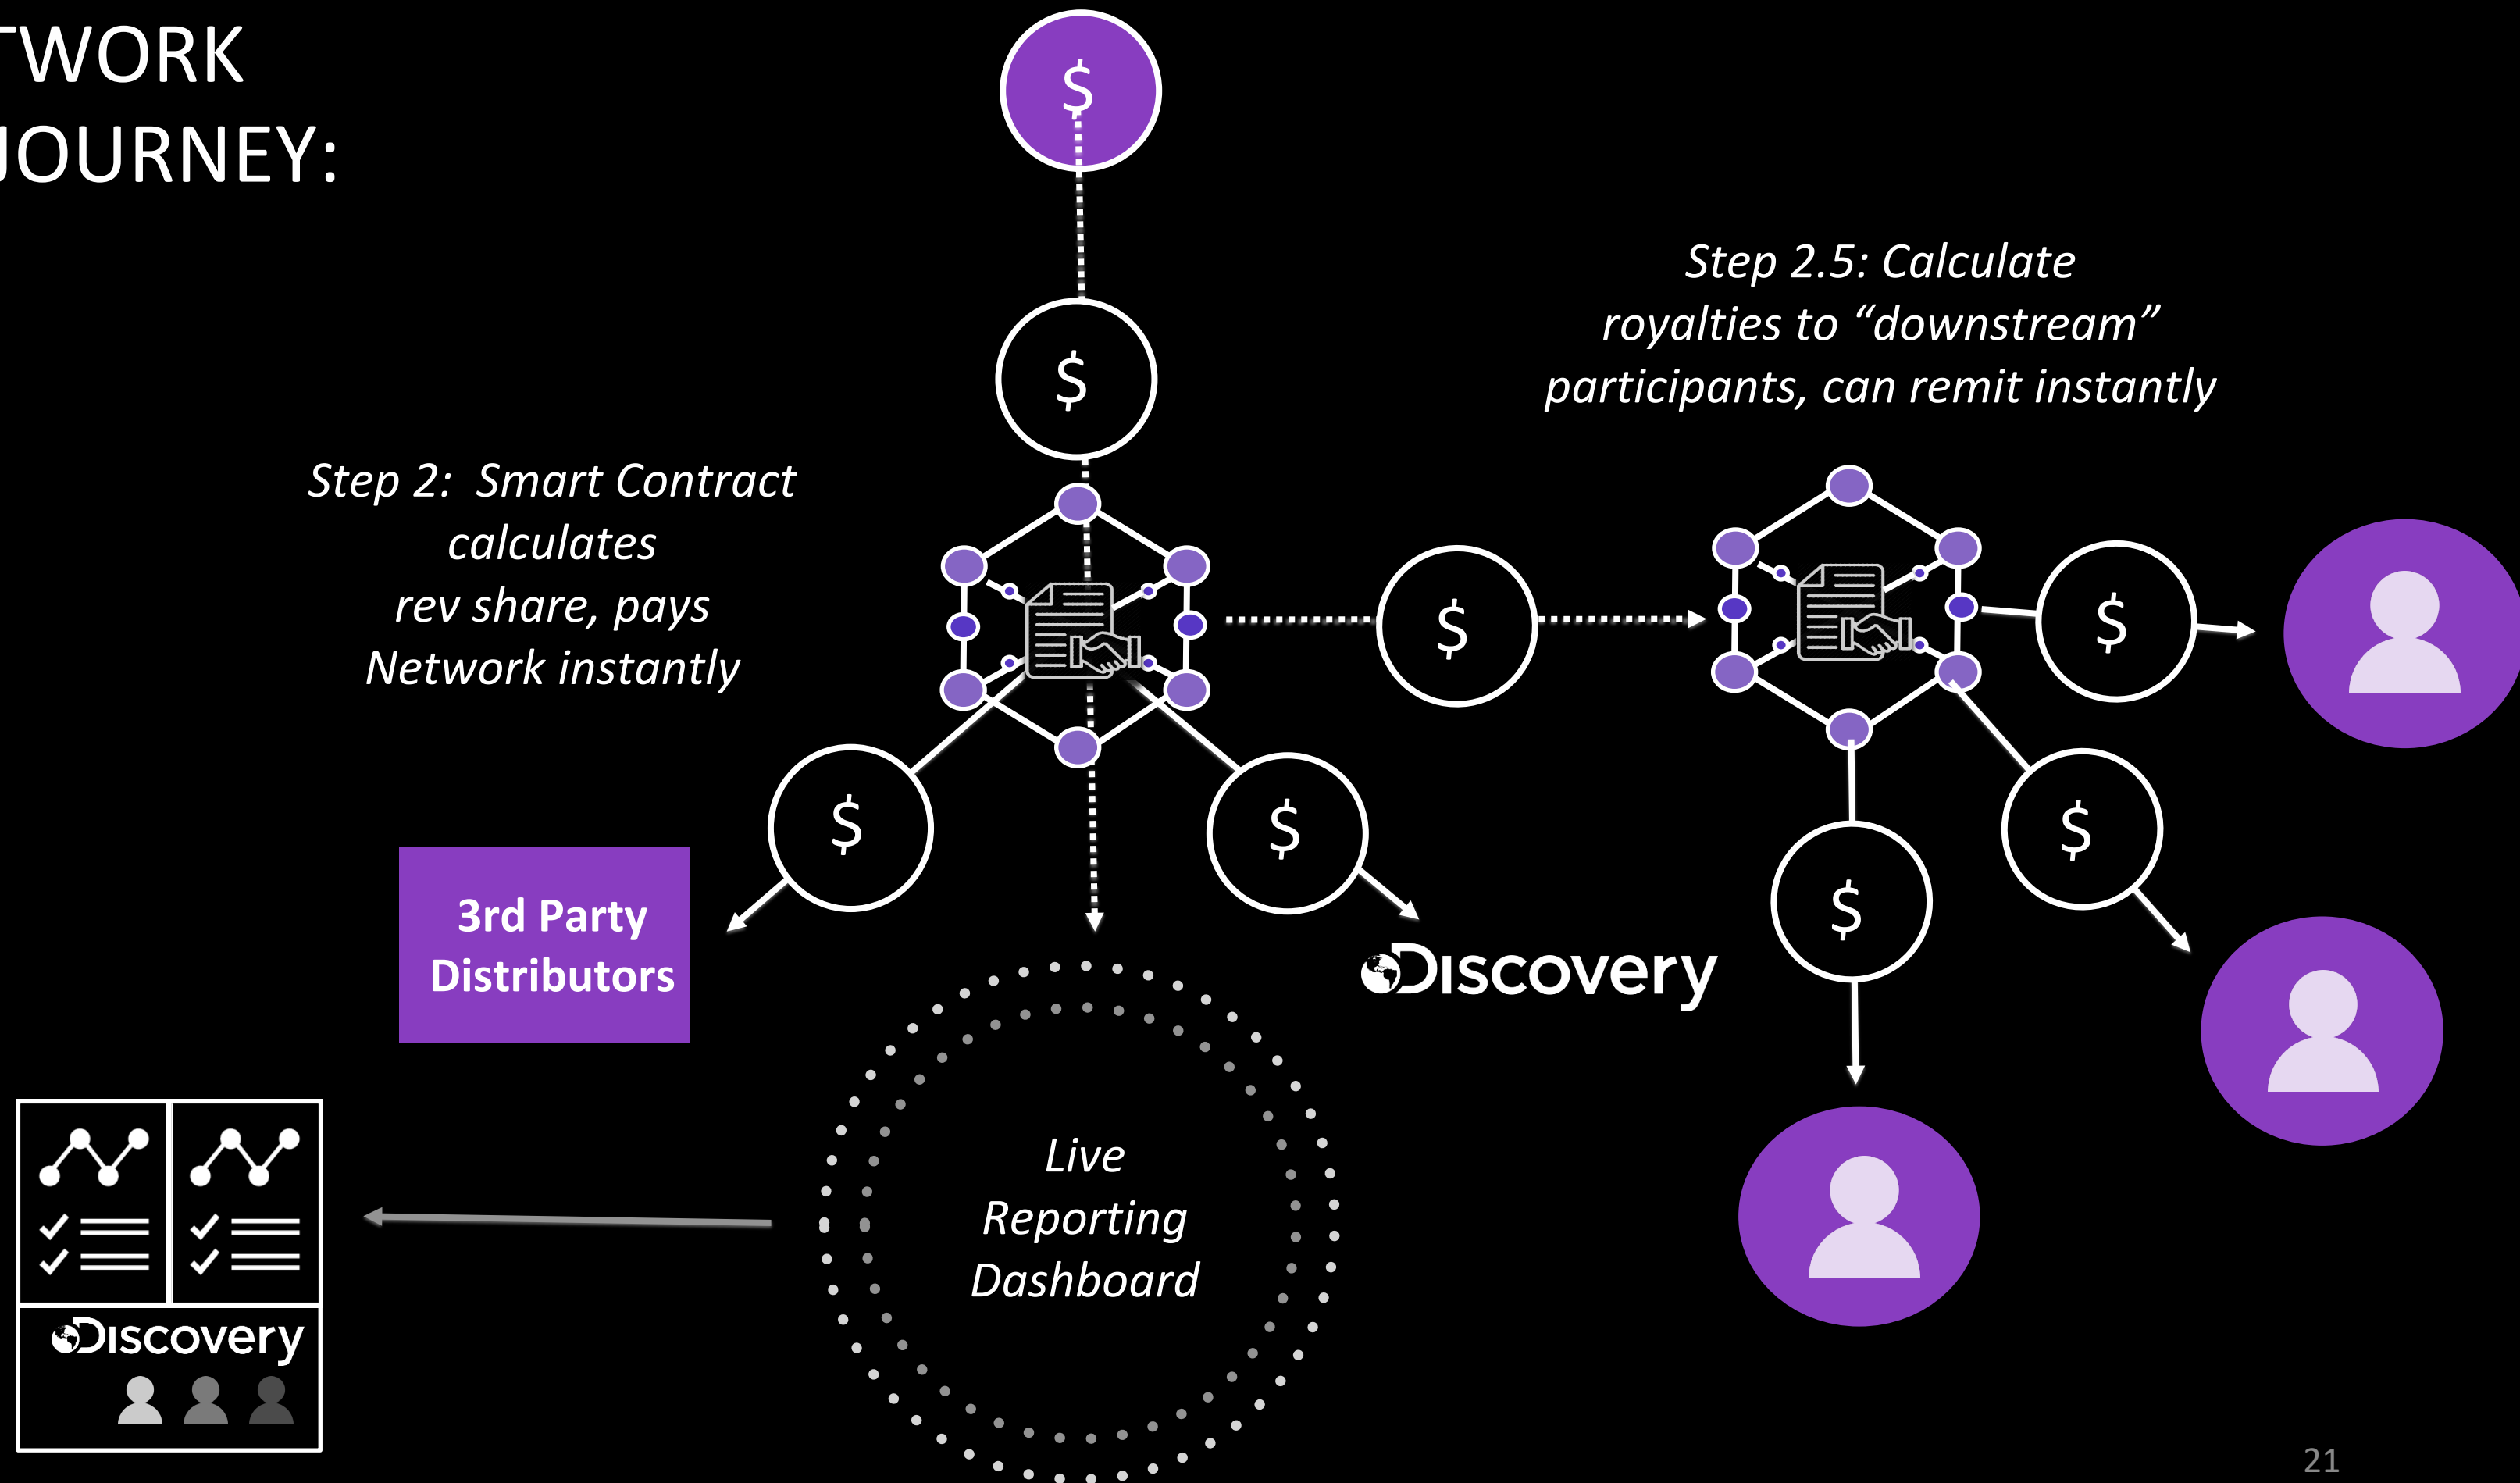 TWORK
JOURNEY:
$
$
Step 2.5: Calculate
royalties to “downstream”
participants, can remit instantly
Step 2: Smart Contract
calculates
rev share, pays
Network instantly
$
$
$
$
$
$
3rd Party
Distributors
Discovery
Live
Reporting
Dashboard
Discovery
21